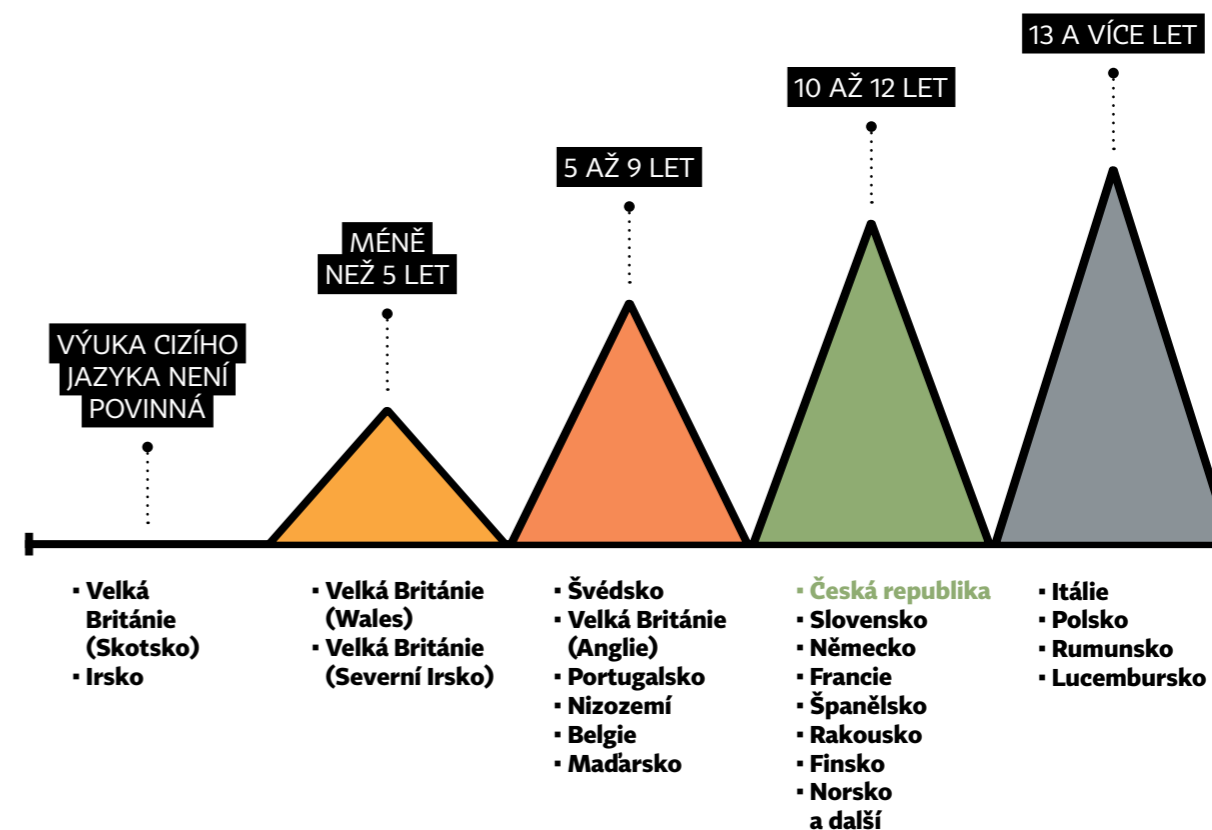 VÝUKA CIZÍHO
JAZYKA NENÍ
POVINNÁ
MÉNĚ
NEŽ 5 LET
5 AŽ 9 LET
10 AŽ 12 LET
13 A VÍCE LET
▪ Velká
Británie
(Skotsko)
▪ Irsko
▪ Velká Británie
(Wales)
▪ Velká Británie
(Severní Irsko)
▪ Švédsko
▪ Velká Británie
(Anglie)
▪ Portugalsko
▪ Nizozemí
▪ Belgie
▪ Maďarsko
▪ Česká republika
▪ Slovensko
▪ Německo
▪ Francie
▪ Španělsko
▪ Rakousko
▪ Finsko
▪ Norsko
a další
▪ Itálie
▪ Polsko
▪ Rumunsko
▪ Lucembursko